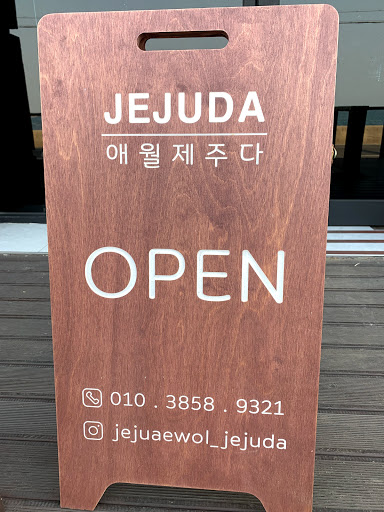 JEJUDA
애월제주다
OPEN
010 . 3858 . 9321
jejuaewol_jejuda